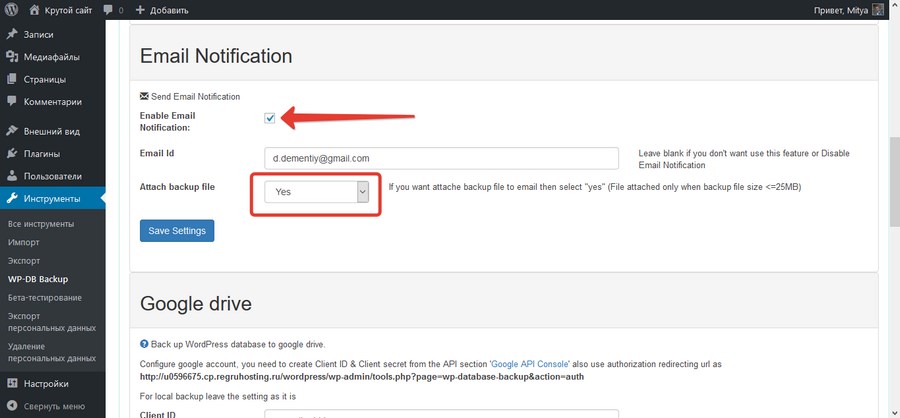 Крутой сайт 0 + Добавить Привет, Mitya
Записи
Медиафайлы
Страницы
Комментарии
Внешний вид
Плагины
Пользователи
Инструменты
Все инструменты
Импорт
Экспорт
WP-DB Backup
Бета-тестирование
Экспорт
персональных данных
Удаление
персональных данных
Настройки
Свернуть меню
Email Notification
Send Email Notification
Enable Email
Notification:
Email Id
d.dementiy@gmail.com
Leave blank if you don't want use this feature or Disable
Email Notification
Attach backup file
Yes
If you want attache backup file to email then select "yes" (File attached only when backup file size <=25MB)
Save Settings
Google drive
Back up WordPress database to google drive.
Configure google account, you need to create Client ID & Client secret from the API section 'Google API Console' also use authorization redirecting url as
http://u0596675.cp.regruhosting.ru/wordpress/wp-admin/tools.php?page=wp-database-backup&action=auth
For local backup leave the setting as it is
Client ID